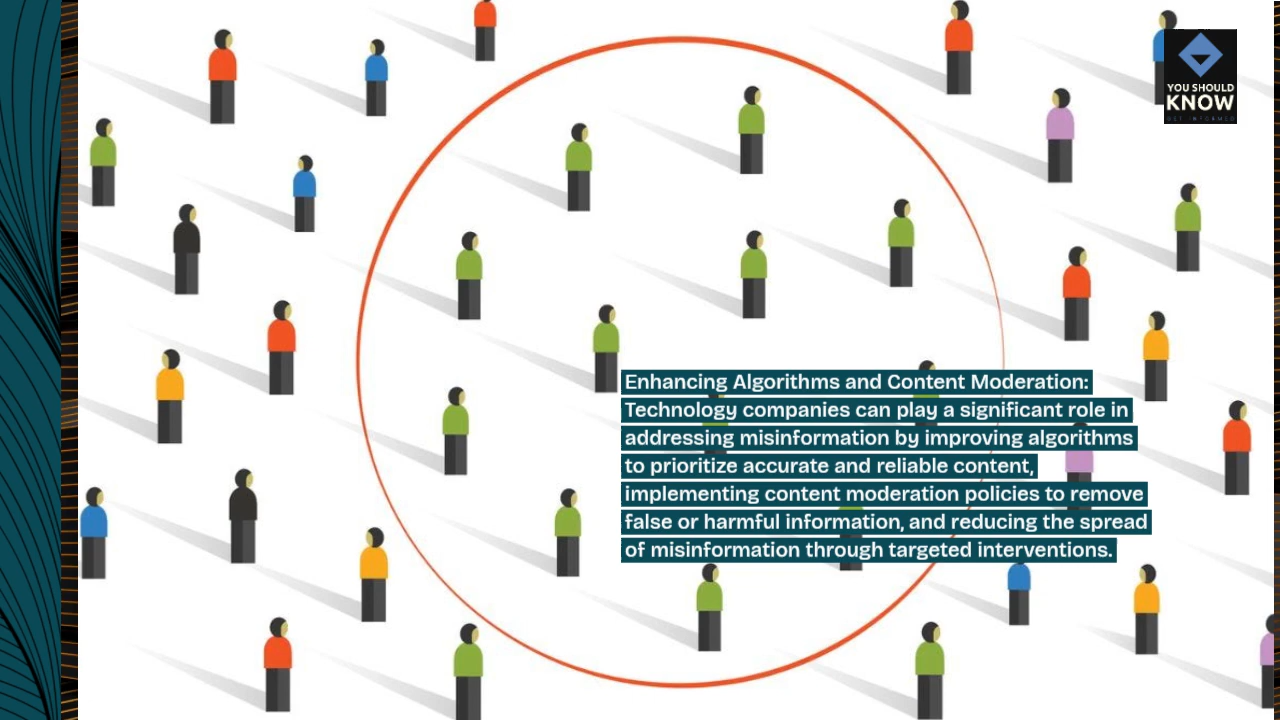 YOU SHOULD
KNOW
GET INFORMED
Enhancing Algorithms and Content Moderation:
Technology companies can play a significant role in
addressing misinformation by improving algorithms
to prioritize accurate and reliable content,
implementing content moderation policies to remove
false or harmful information, and reducing the spread
of misinformation through targeted interventions.